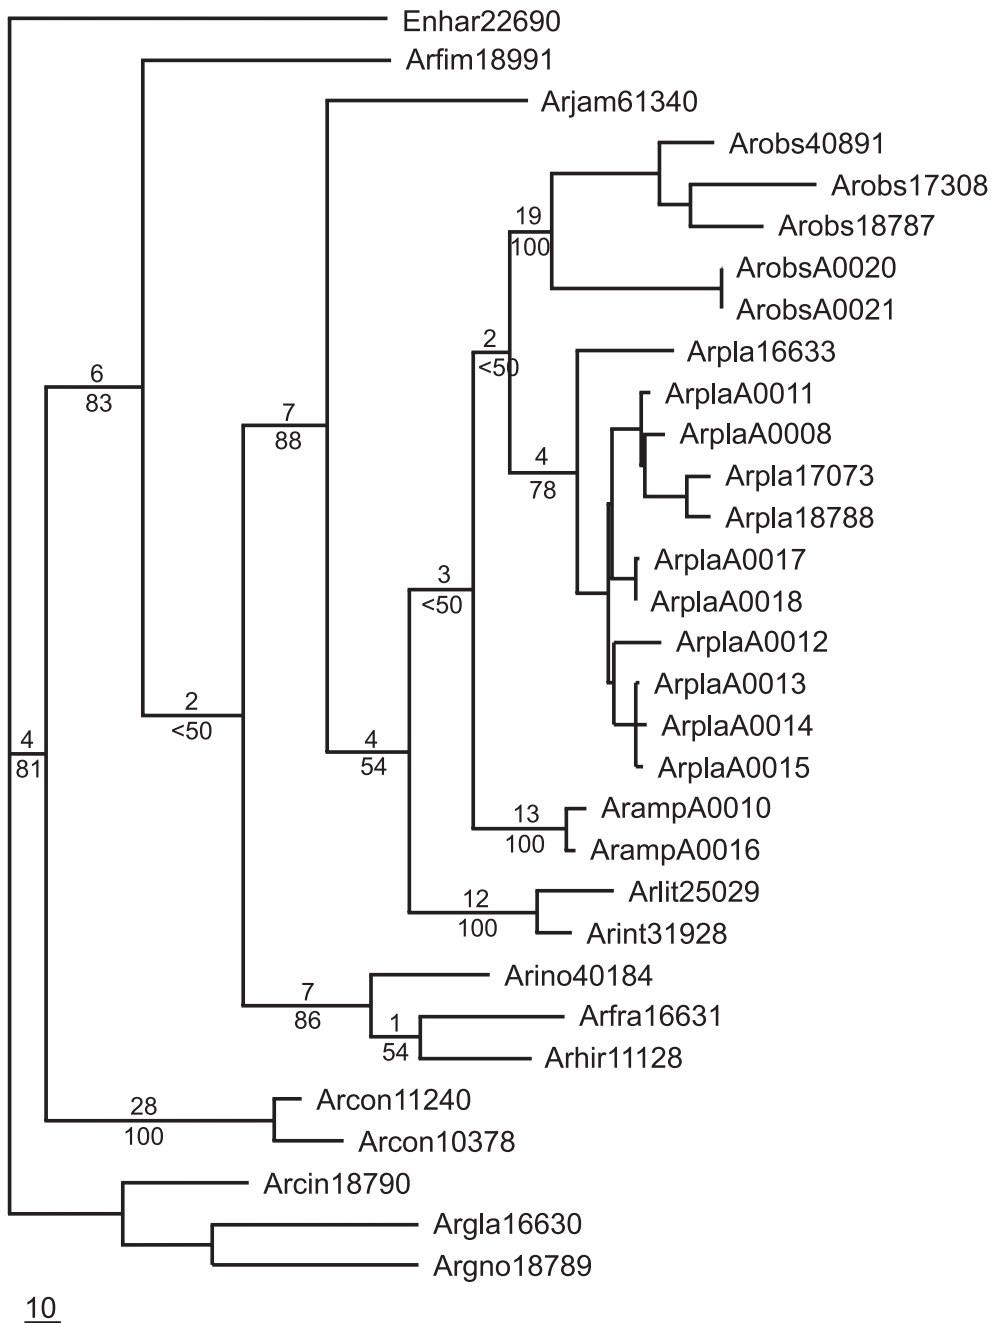 Enhar22690
Arfim18991
Arjam61340
Arobs40891
Arobs17308
19
Arobs18787
100
ArobsA0020
ArobsA0021
2
Arpla16633
<50
6
ArplaA0011
83
7
ArplaA0008
88
4
Arpla17073
78
Arpla18788
ArplaA0017
3
ArplaA0018
<50
ArplaA0012
ArplaA0013
2
<50
ArplaA0014
4
4
54
81
ArplaA0015
ArampA0010
13
100
ArampA0016
12
Arlit25029
100
Arint31928
Arino40184
7
86
Arfra16631
1
54
Arhir11128
28
Arcon11240
100
Arcon10378
Arcin18790
Argla16630
Argno18789
10